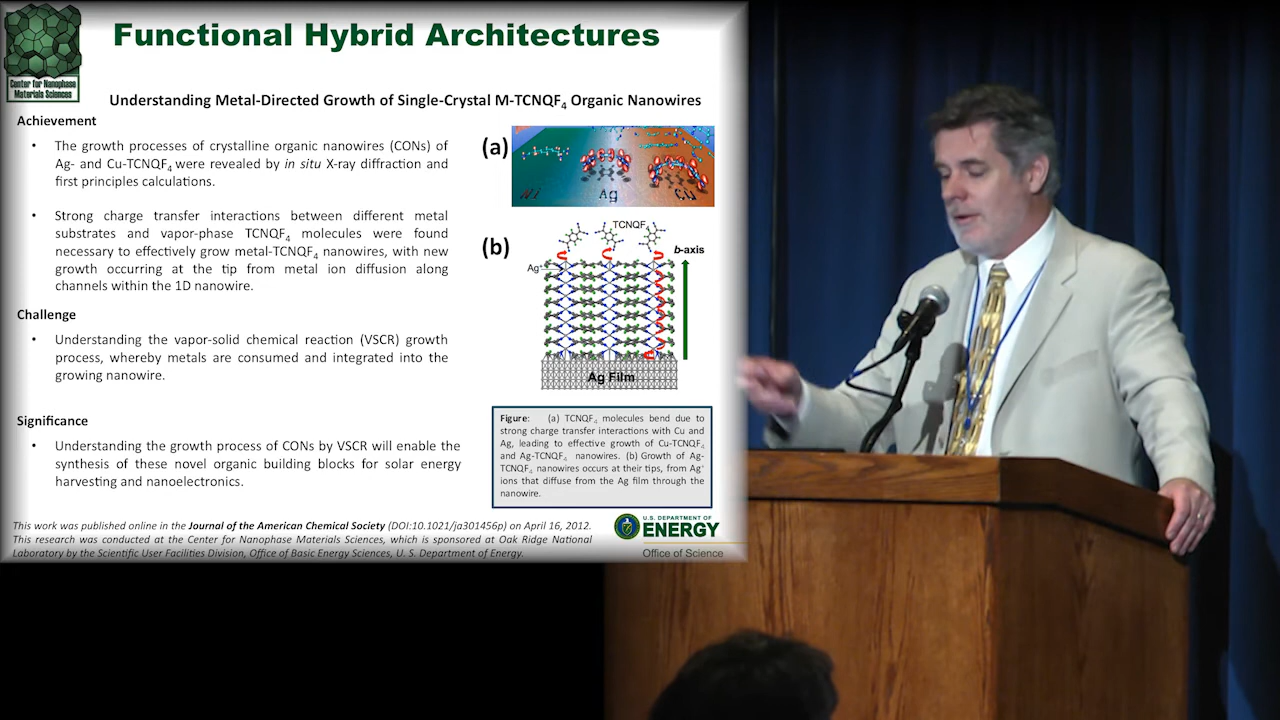 Functional Hybrid Architectures
Center for Nanophase
Materials Sciences
Understanding Metal-Directed Growth of Single-Crystal M-TCNQF4 Organic Nanowires
Achievement
• The growth processes of crystalline organic nanowires (CONs) of
Ag- and Cu-TCNQF4 were revealed by in situ X-ray diffraction and
first principles calculations.
• Strong charge transfer interactions between different metal
substrates and vapor-phase TCNQF4 molecules were found
necessary to effectively grow metal-TCNQF4 nanowires, with new
growth occurring at the tip from metal ion diffusion along
channels within the 1D nanowire.
Challenge
• Understanding the vapor-solid chemical reaction (VSCR) growth
process, whereby metals are consumed and integrated into the
growing nanowire.
Significance
• Understanding the growth process of CONs by VSCR will enable the
synthesis of these novel organic building blocks for solar energy
harvesting and nanoelectronics.
(a)
Ni Ag Cu
(b)
TCNQF4
b-axis
Ag+
Ag Film
Figure: (a) TCNQF4 molecules bend due to
strong charge transfer interactions with Cu and
Ag, leading to effective growth of Cu-TCNQF4
and Ag-TCNQF4 nanowires. (b) Growth of Ag-
TCNQF4 nanowires occurs at their tips, from Ag+
ions that diffuse from the Ag film through the
nanowire.
This work was published online in the Journal of the American Chemical Society (DOI:10.1021/ja301456p) on April 16, 2012.
This research was conducted at the Center for Nanophase Materials Sciences, which is sponsored at Oak Ridge National
Laboratory by the Scientific User Facilities Division, Office of Basic Energy Sciences, U. S. Department of Energy.
U.S. DEPARTMENT OF
ENERGY
Office of Science